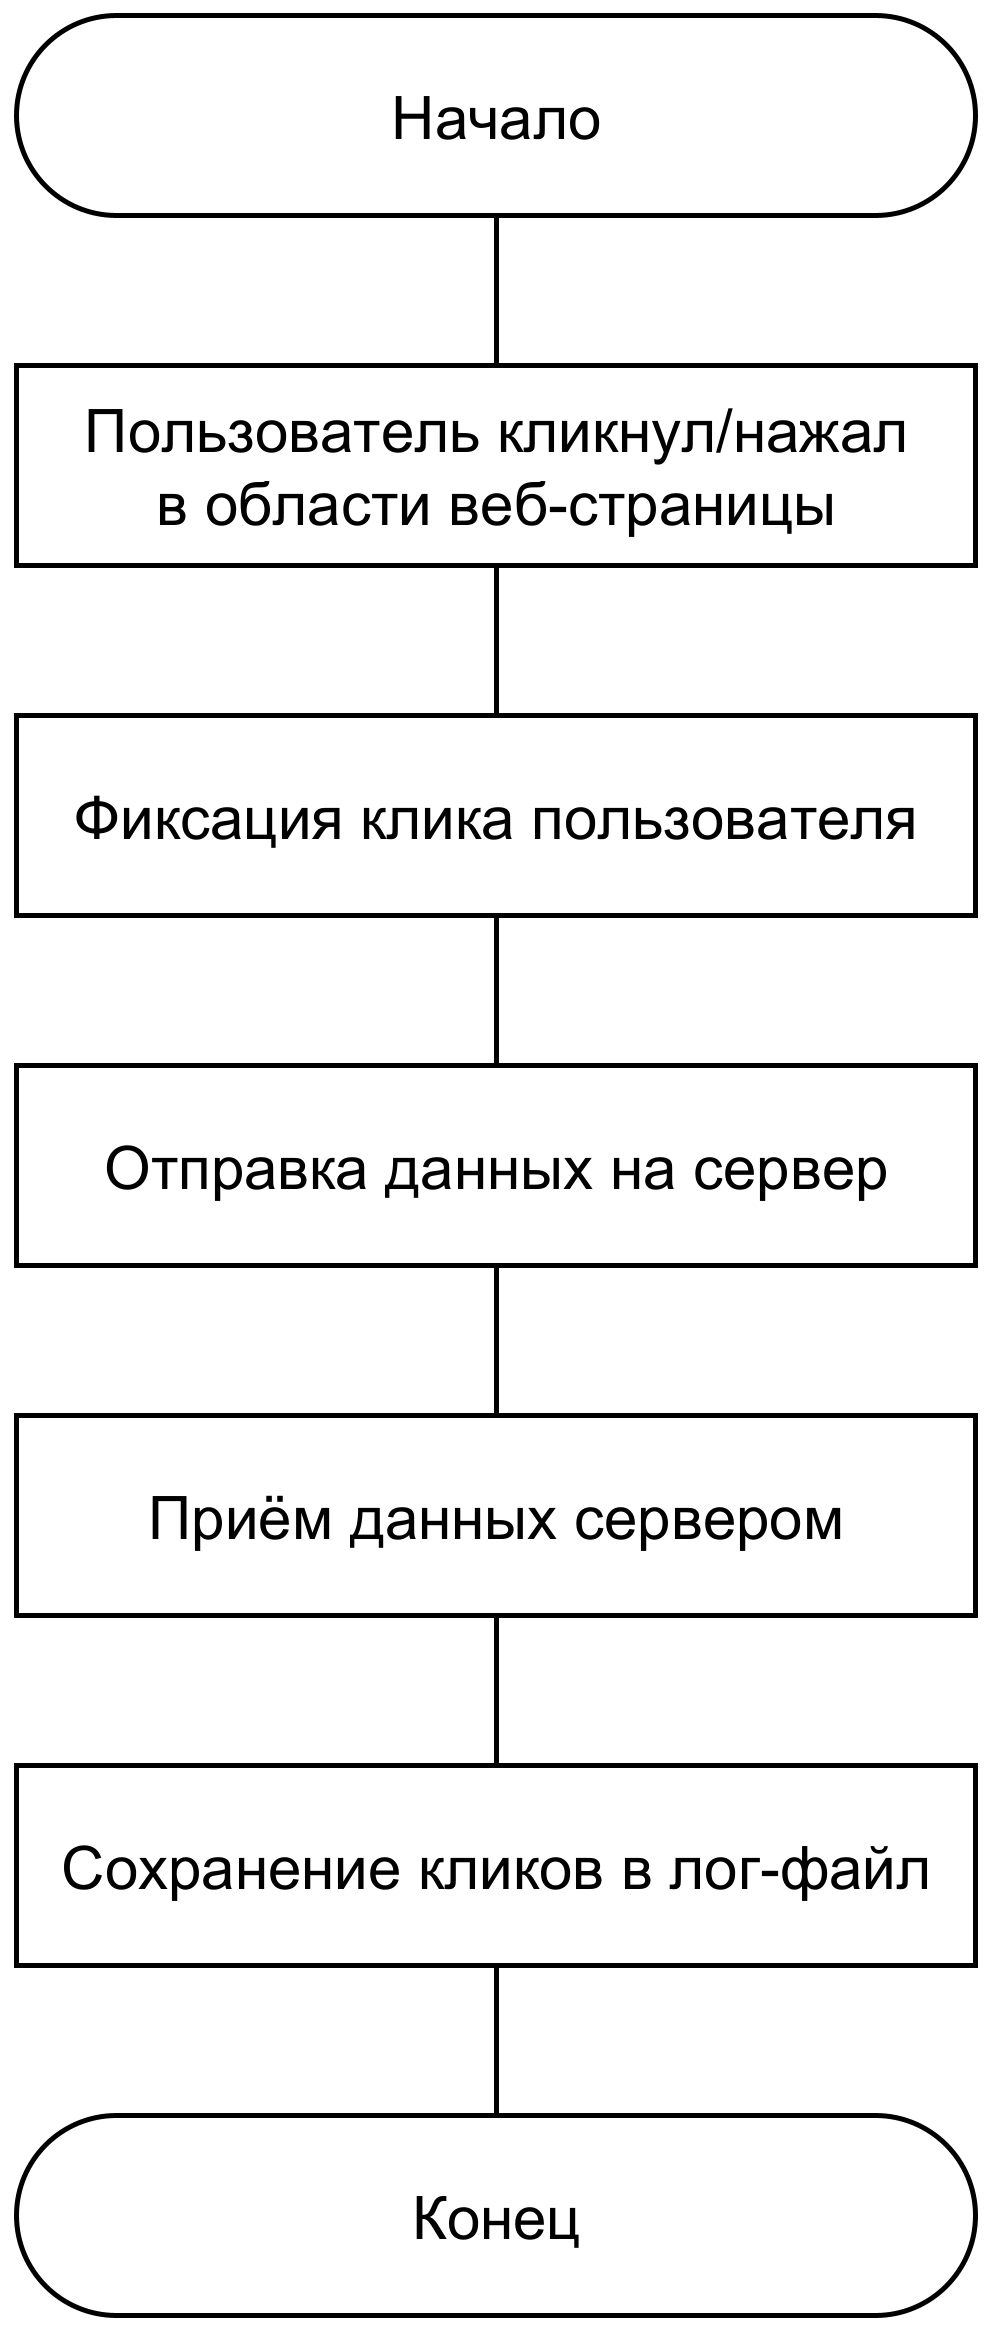 Начало
Пользователь кликнул/нажал
в области веб-страницы
Фиксация клика пользователя
Отправка данных на сервер
Приём данных сервером
Сохранение кликов в лог-файл
Конец